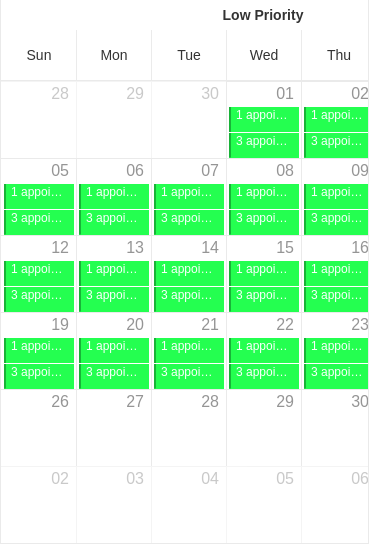 Low Priority
Sun Mon Tue Wed Thu
28 29 30 01 02
1 appoi… 1 appoi…
3 appoi… 3 appoi…
05 06 07 08 09
1 appoi… 1 appoi… 1 appoi… 1 appoi… 1 appoi…
3 appoi… 3 appoi… 3 appoi… 3 appoi… 3 appoi…
12 13 14 15 16
1 appoi… 1 appoi… 1 appoi… 1 appoi… 1 appoi…
3 appoi… 3 appoi… 3 appoi… 3 appoi… 3 appoi…
19 20 21 22 23
1 appoi… 1 appoi… 1 appoi… 1 appoi… 1 appoi…
3 appoi… 3 appoi… 3 appoi… 3 appoi… 3 appoi…
26 27 28 29 30
02 03 04 05 06